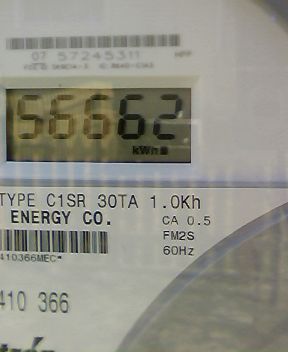 07 57245311
56662
kWh
TYPE C1SR 30TA 1.0Kh
ENERGY CO.
CA 0.5
FM2S
60Hz
410366MEC*
410 366